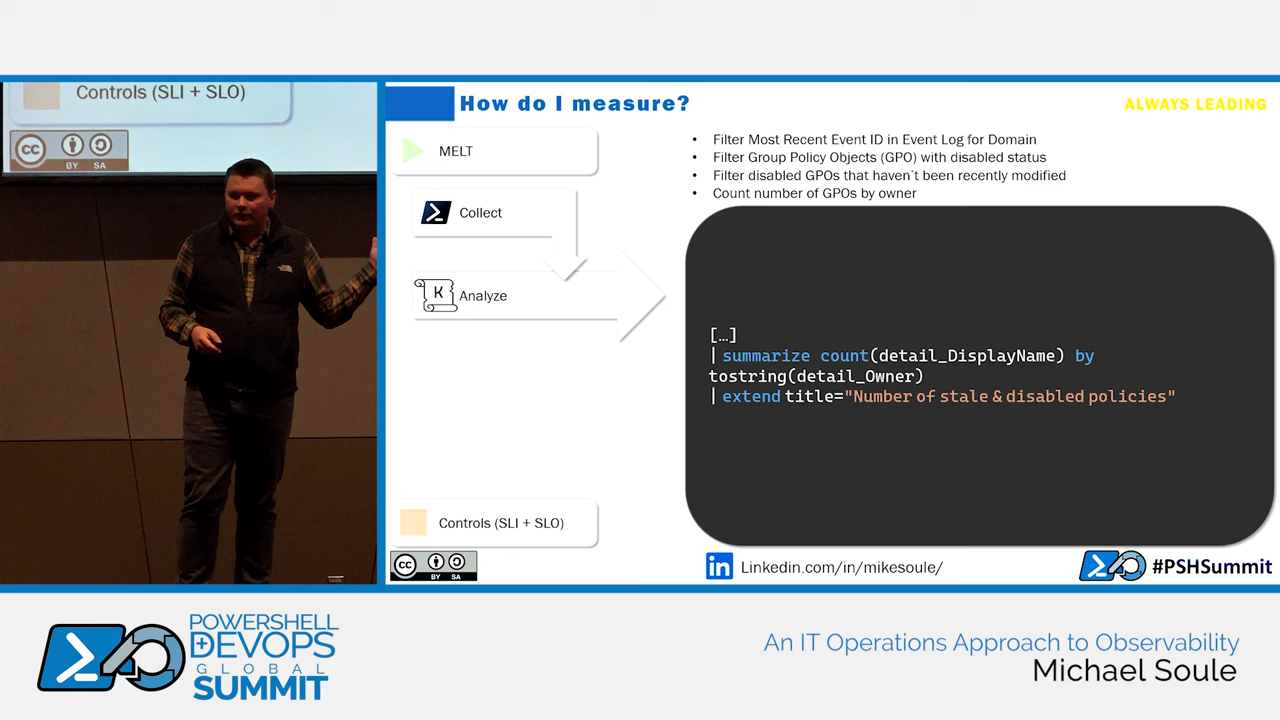 Controls (SLI + SLO)
cc
BY SA
How do I measure?
ALWAYS LEADING
MELT
Collect
K
Analyze
• Filter Most Recent Event ID in Event Log for Domain
• Filter Group Policy Objects (GPO) with disabled status
• Filter disabled GPOs that haven't been recently modified
• Count number of GPOs by owner
[…]
| summarize count(detail_DisplayName) by
tostring(detail_Owner)
| extend title="Number of stale & disabled policies"
Controls (SLI + SLO)
cc
BY SA
in
Linkedin.com/in/mikesoule/
#PSHSummit
POWERSHELL
+DEVOPS
GLOBAL
SUMMIT
An IT Operations Approach to Observability
Michael Soule